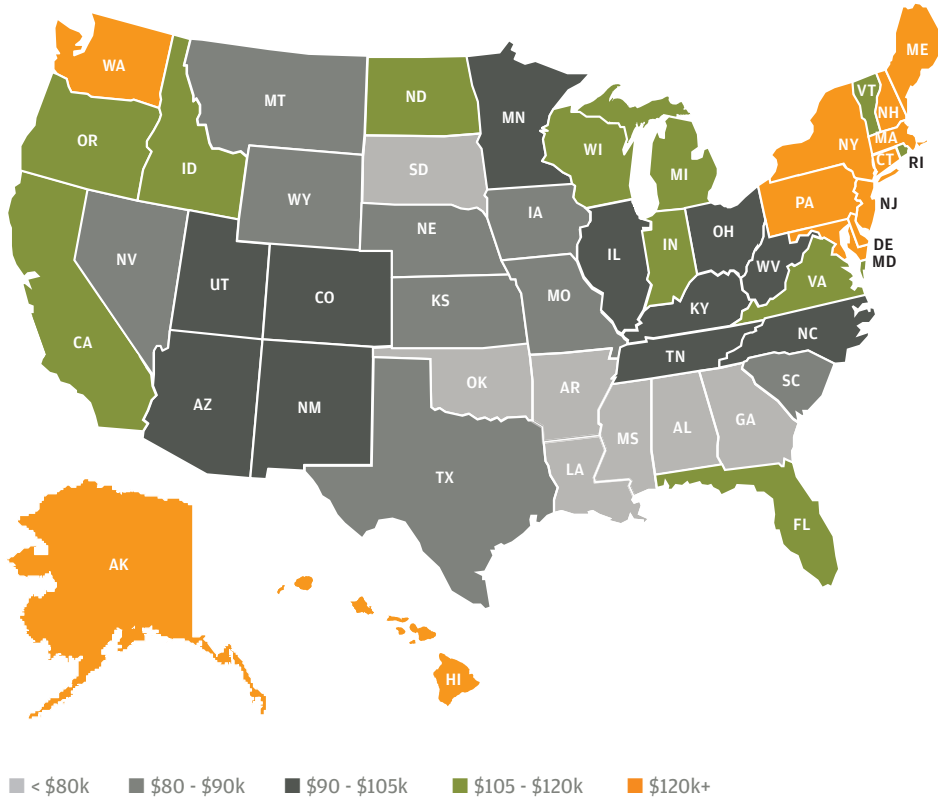 WA
MT
ND
MN
ME
VT
NH
OR
ID
WY
SD
WI
MI
NY
MA
CT
RI
NV
UT
CO
NE
IA
IL
IN
OH
PA
NJ
DE
MD
CA
AZ
NM
KS
MO
KY
WV
VA
OK
AR
TN
NC
SC
TX
LA
MS
AL
GA
FL
AK
HI
< $80k $80 - $90k $90 - $105k $105 - $120k $120k+